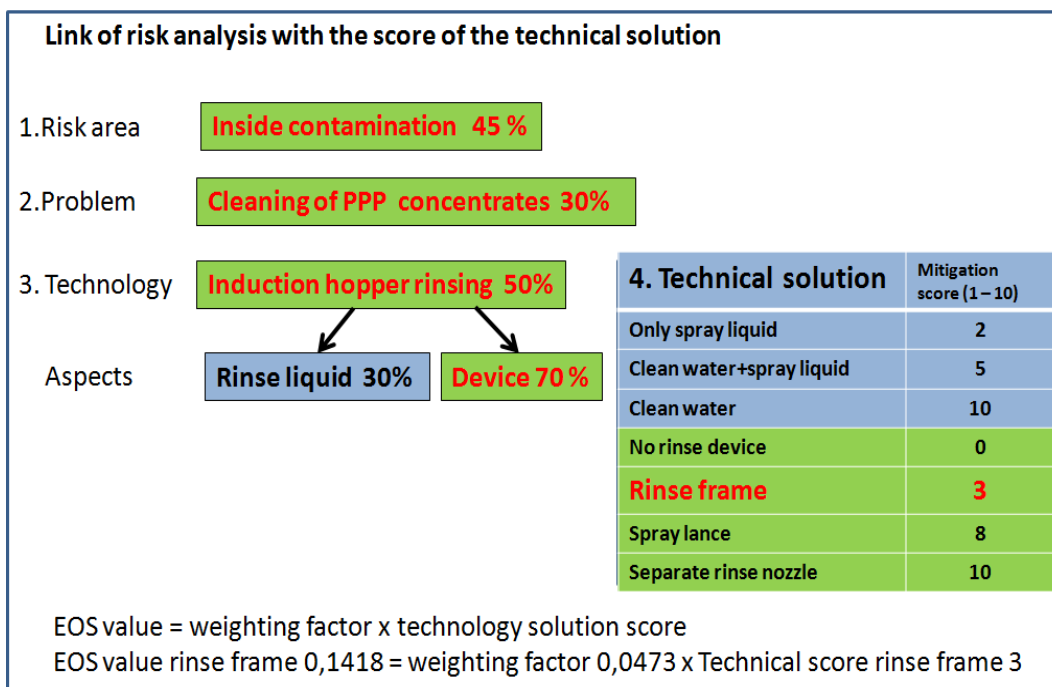 Link of risk analysis with the score of the technical solution
1.Risk area
Inside contamination 45 %
2.Problem
Cleaning of PPP concentrates 30%
3. Technology
Induction hopper rinsing 50%
Aspects
Rinse liquid 30%
Device 70 %
4. Technical solution
Mitigation
score (1 – 10)
Only spray liquid 2
Clean water+spray liquid 5
Clean water 10
No rinse device 0
Rinse frame 3
Spray lance 8
Separate rinse nozzle 10
EOS value = weighting factor x technology solution score
EOS value rinse frame 0,1418 = weighting factor 0,0473 x Technical score rinse frame 3